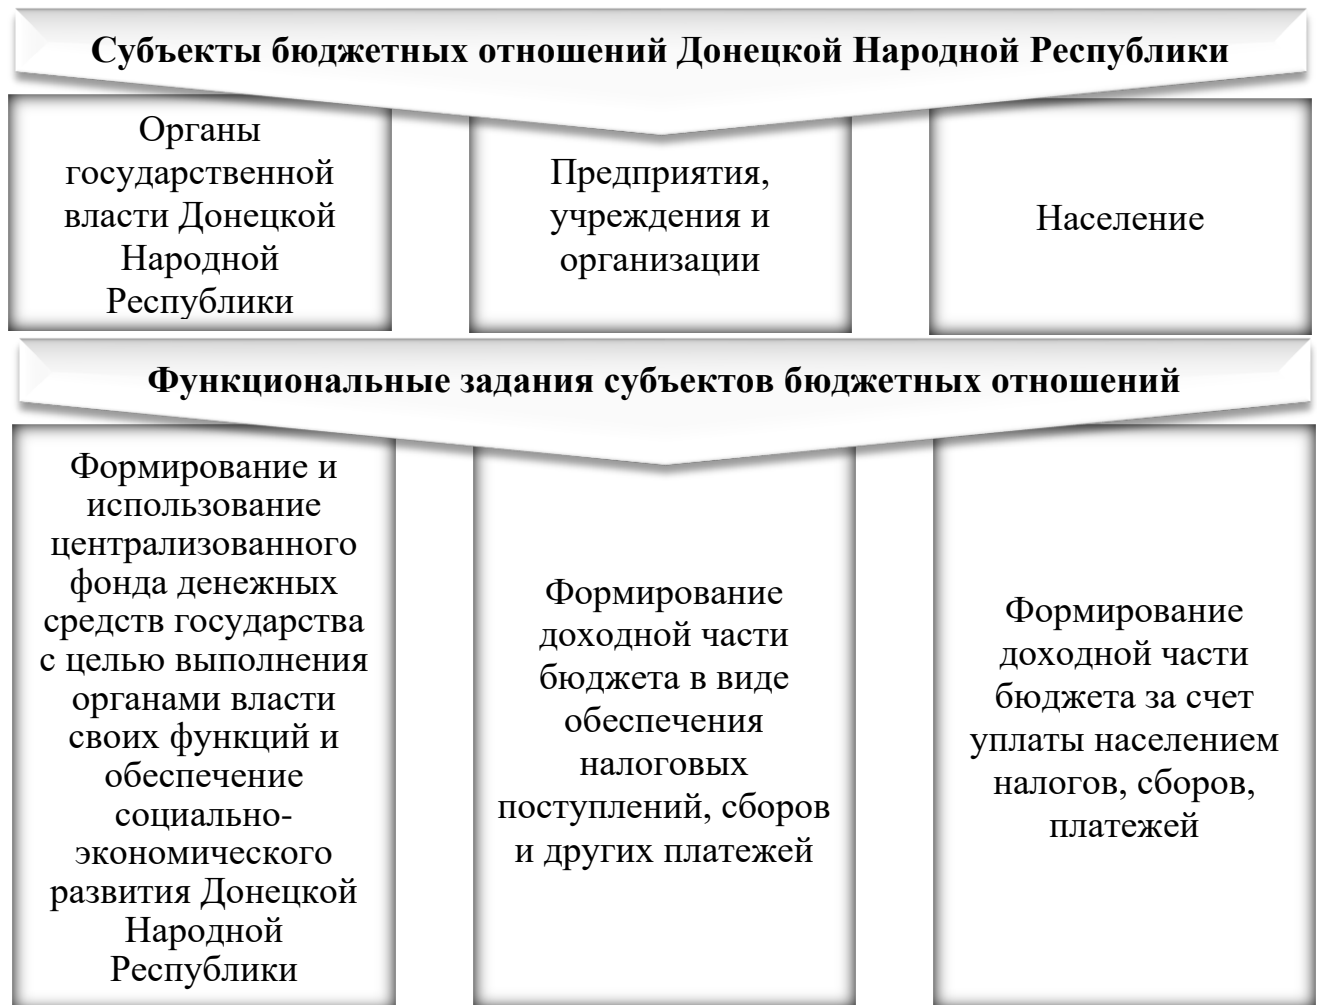 Субъекты бюджетных отношений Донецкой Народной Республики
Органы
государственной
власти Донецкой
Народной
Республики
Предприятия,
учреждения и
организации
Население
Функциональные задания субъектов бюджетных отношений
Формирование и
использование
централизованного
фонда денежных
средств государства
с целью выполнения
органами власти
своих функций и
обеспечение
социально-
экономического
развития Донецкой
Народной
Республики
Формирование
доходной части
бюджета в виде
обеспечения
налоговых
поступлений, сборов
и других платежей
Формирование
доходной части
бюджета за счет
уплаты населением
налогов, сборов,
платежей